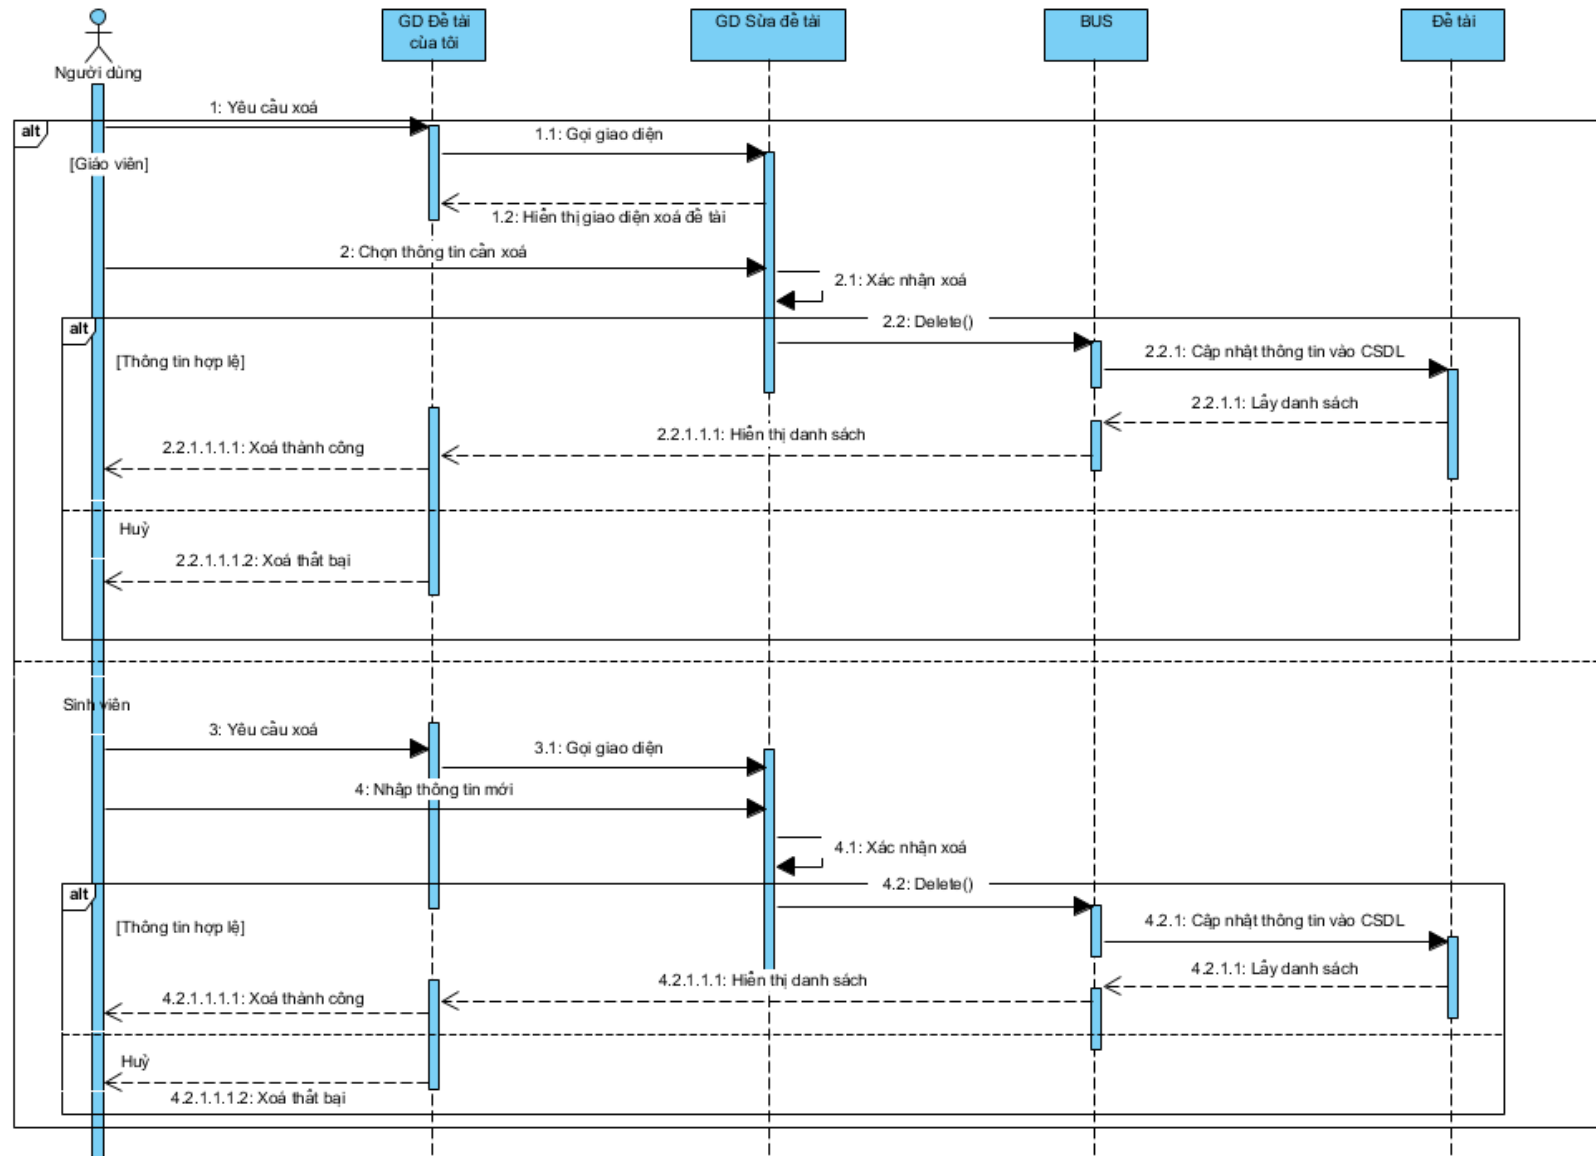 GD Đề tài
của tôi
GD Sửa đề tài
BUS
Đề tài
Người dùng
1: Yêu cầu xoá
alt
1.1: Gọi giao diện
[Giáo viên]
1.2: Hiển thị giao diện xoá đề tài
2: Chọn thông tin cần xoá
2.1: Xác nhận xoá
alt
2.2: Delete()
[Thông tin hợp lệ]
2.2.1: Cập nhật thông tin vào CSDL
2.2.1.1: Lấy danh sách
2.2.1.1.1: Hiển thị danh sách
2.2.1.1.1.1: Xoá thành công
Huỷ
2.2.1.1.1.2: Xoá thất bại
Sinh viên
3: Yêu cầu xoá
3.1: Gọi giao diện
4: Nhập thông tin mới
4.1: Xác nhận xoá
alt
4.2: Delete()
[Thông tin hợp lệ]
4.2.1: Cập nhật thông tin vào CSDL
4.2.1.1: Lấy danh sách
4.2.1.1.1: Hiển thị danh sách
4.2.1.1.1.1: Xoá thành công
Huỷ
4.2.1.1.1.2: Xoá thất bại